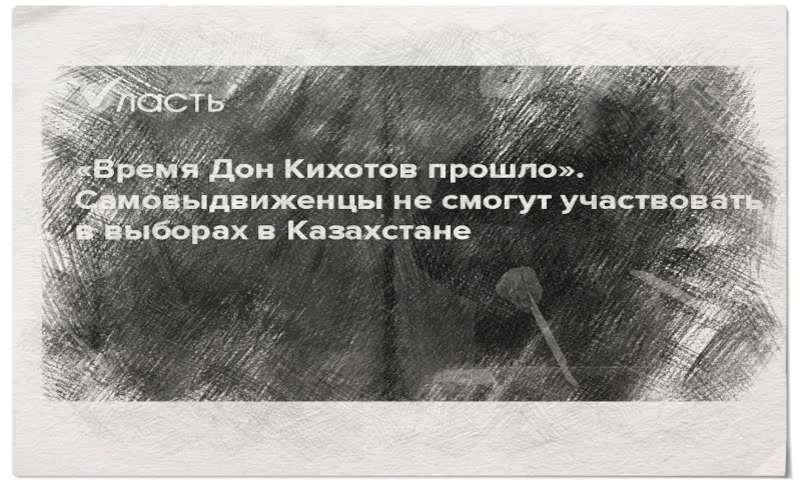 Vласть
«Время Дон Кихотов прошло».
Самовыдвиженцы не смогут участвовать
в выборах в Казахстане